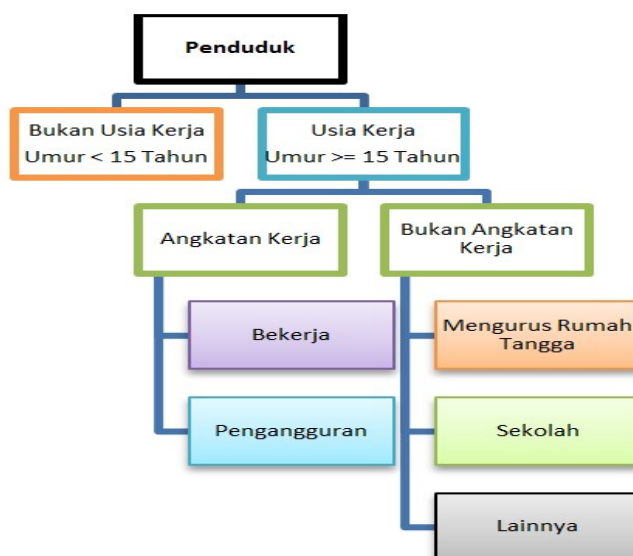 Penduduk
Bukan Usia Kerja
Umur < 15 Tahun
Usia Kerja
Umur >= 15 Tahun
Angkatan Kerja
Bukan Angkatan
Kerja
Bekerja
Mengurus Rumah
Tangga
Pengangguran
Sekolah
Lainnya